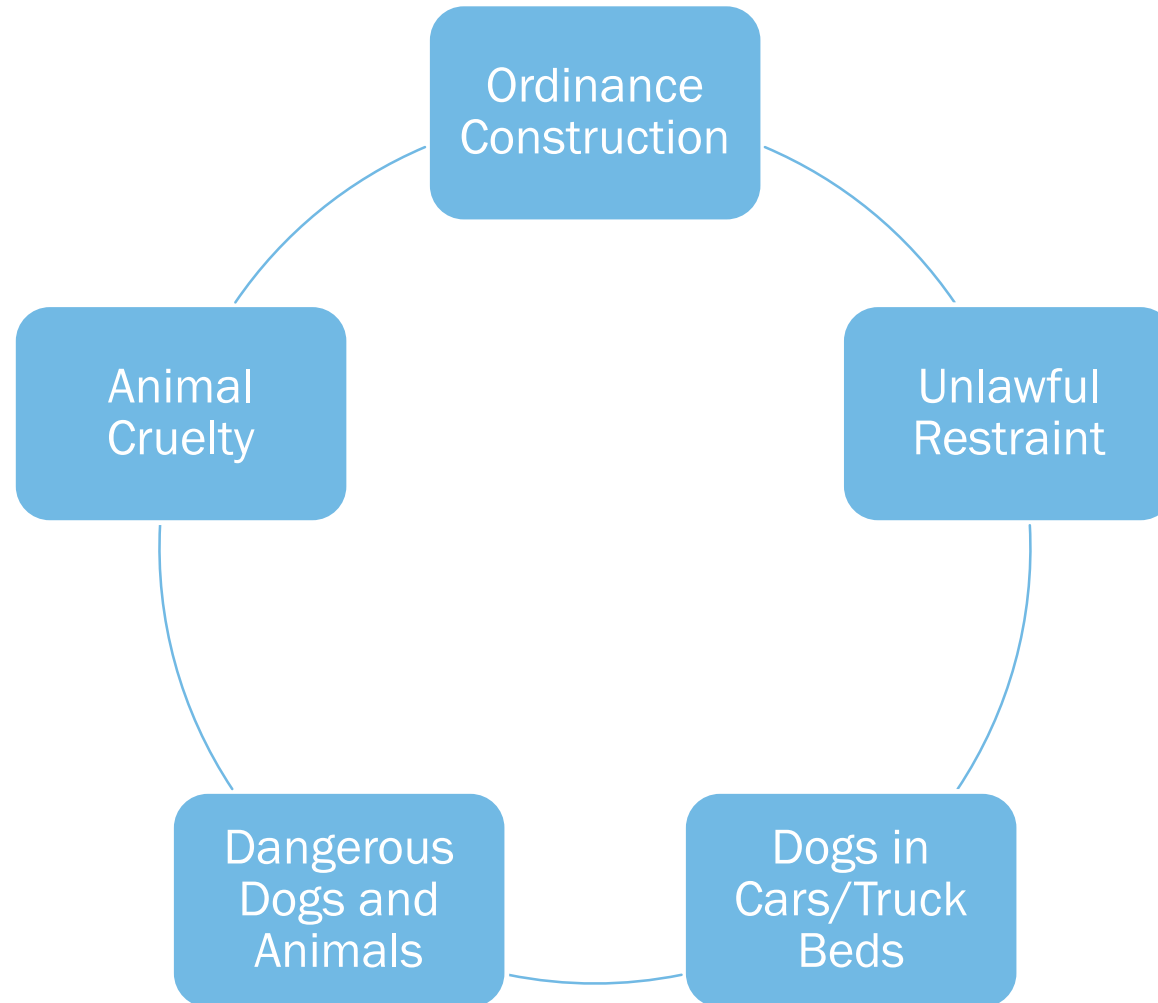 Ordinance
Construction
Unlawful
Restraint
Dogs in
Cars/Truck
Beds
Dangerous
Dogs and
Animals
Animal
Cruelty